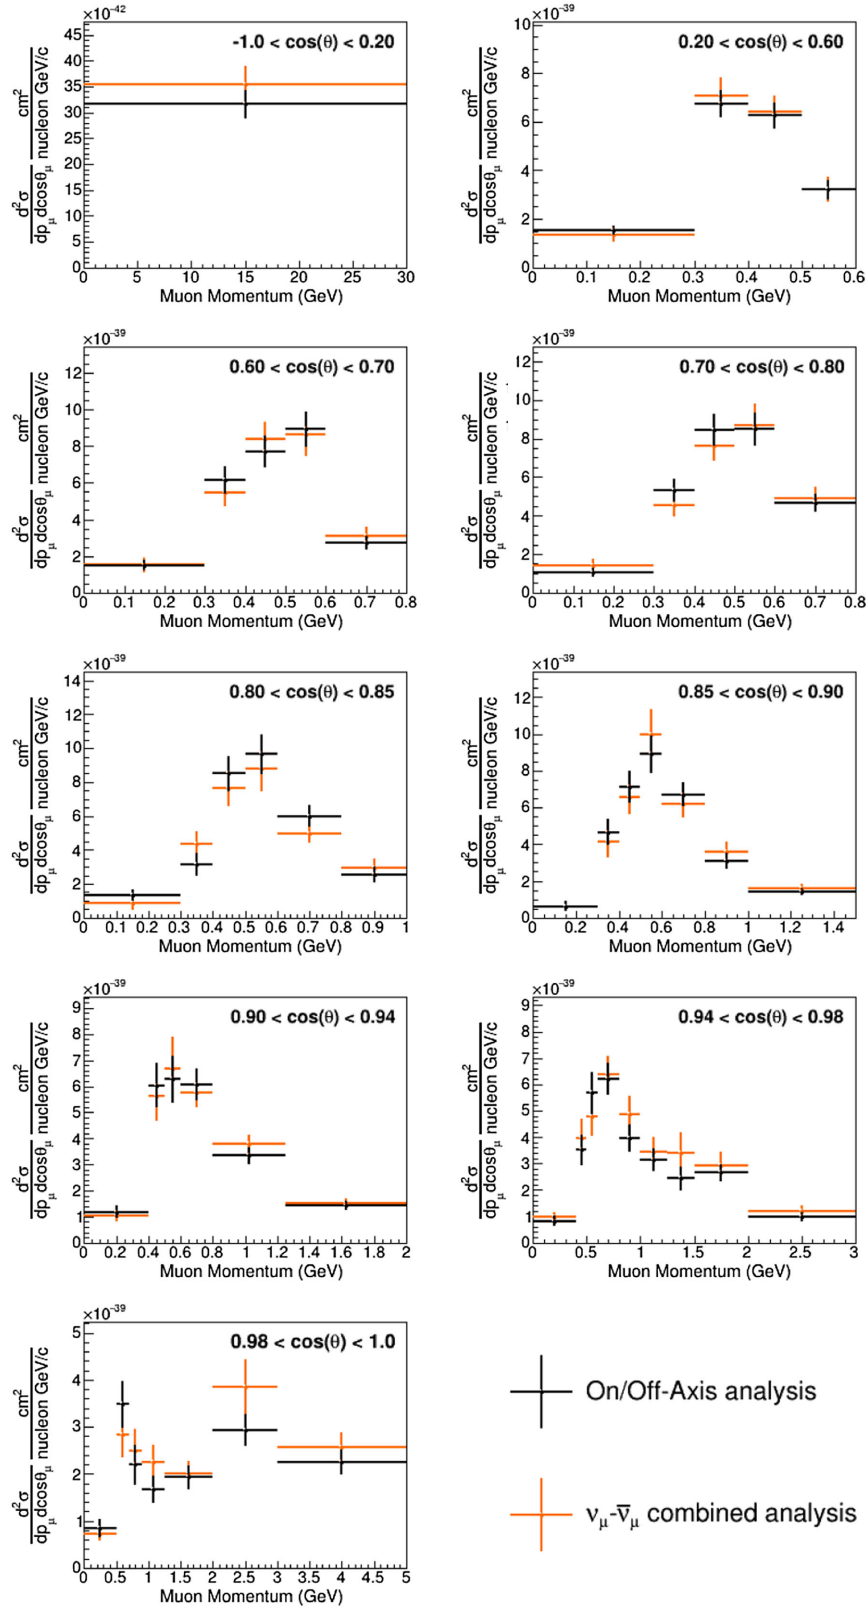 ×10⁻⁴²
-1.0 < cos(θ) < 0.20
d²σ / dp_μ dcosθ_μ cm² / nucleon GeV/c
45
40
35
30
25
20
15
10
5
0
0 5 10 15 20 25 30
Muon Momentum (GeV)
×10⁻³⁹
0.20 < cos(θ) < 0.60
d²σ / dp_μ dcosθ_μ cm² / nucleon GeV/c
10
8
6
4
2
0
0 0.1 0.2 0.3 0.4 0.5 0.6
Muon Momentum (GeV)
×10⁻³⁹
0.60 < cos(θ) < 0.70
d²σ / dp_μ dcosθ_μ cm² / nucleon GeV/c
12
10
8
6
4
2
0
0 0.1 0.2 0.3 0.4 0.5 0.6 0.7 0.8
Muon Momentum (GeV)
×10⁻³⁹
0.70 < cos(θ) < 0.80
d²σ / dp_μ dcosθ_μ cm² / nucleon GeV/c
12
10
8
6
4
2
0
0 0.1 0.2 0.3 0.4 0.5 0.6 0.7 0.8
Muon Momentum (GeV)
×10⁻³⁹
0.80 < cos(θ) < 0.85
d²σ / dp_μ dcosθ_μ cm² / nucleon GeV/c
14
12
10
8
6
4
2
0
0 0.1 0.2 0.3 0.4 0.5 0.6 0.7 0.8 0.9 1
Muon Momentum (GeV)
×10⁻³⁹
0.85 < cos(θ) < 0.90
d²σ / dp_μ dcosθ_μ cm² / nucleon GeV/c
12
10
8
6
4
2
0
0 0.2 0.4 0.6 0.8 1 1.2 1.4
Muon Momentum (GeV)
×10⁻³⁹
0.90 < cos(θ) < 0.94
d²σ / dp_μ dcosθ_μ cm² / nucleon GeV/c
9
8
7
6
5
4
3
2
1
0
0 0.2 0.4 0.6 0.8 1 1.2 1.4 1.6 1.8 2
Muon Momentum (GeV)
×10⁻³⁹
0.94 < cos(θ) < 0.98
d²σ / dp_μ dcosθ_μ cm² / nucleon GeV/c
9
8
7
6
5
4
3
2
1
0
0.5 1 1.5 2 2.5 3
Muon Momentum (GeV)
×10⁻³⁹
0.98 < cos(θ) < 1.0
d²σ / dp_μ dcosθ_μ cm² / nucleon GeV/c
5
4
3
2
1
0
0 0.5 1 1.5 2 2.5 3 3.5 4 4.5 5
Muon Momentum (GeV)
On/Off-Axis analysis
ν_μ-ν̅_μ combined analysis